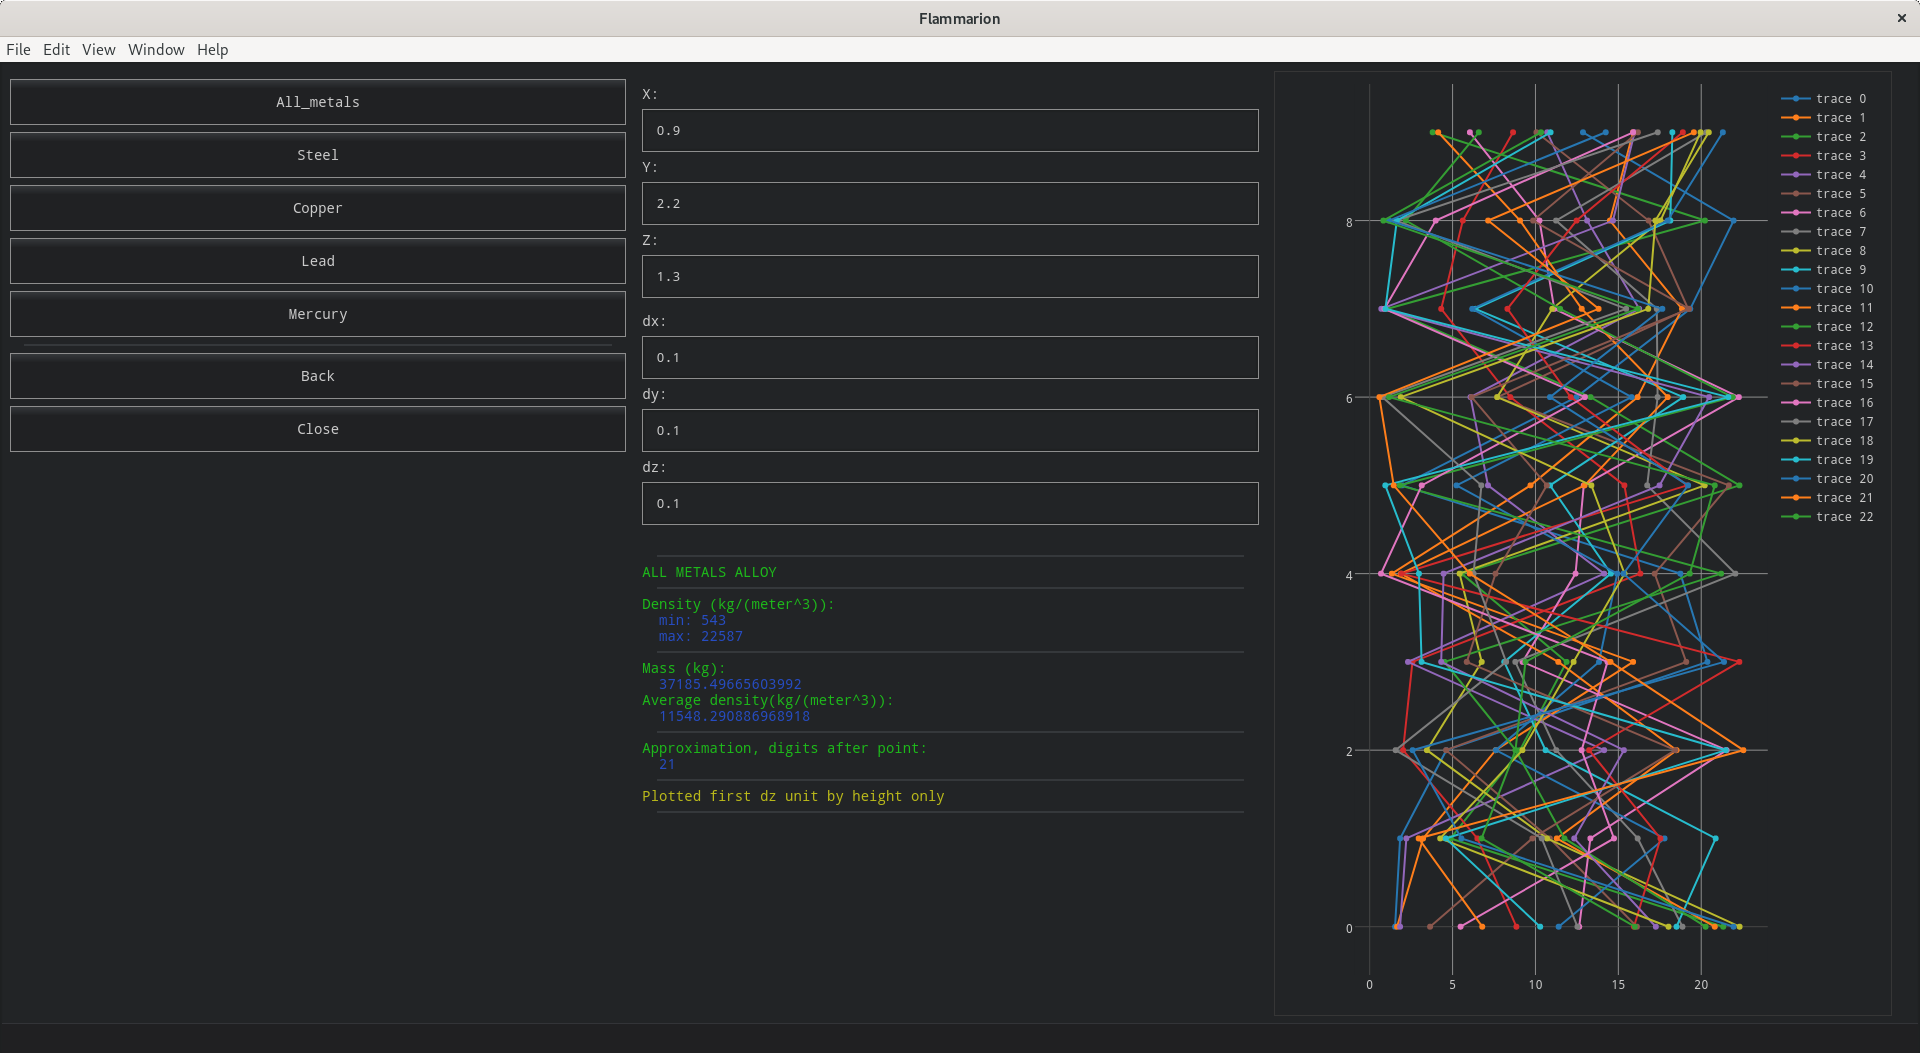 Flammarion
File Edit View Window Help
All_metals
Steel
Copper
Lead
Mercury
Back
Close
X:
0.9
Y:
2.2
Z:
1.3
dx:
0.1
dy:
0.1
dz:
0.1
ALL METALS ALLOY
Density (kg/(meter^3)):
min: 543
max: 22587
Mass (kg):
37185.49665603992
Average density(kg/(meter^3)):
11548.290886968918
Approximation, digits after point:
21
Plotted first dz unit by height only
8
6
4
2
0
0 5 10 15 20
trace 0
trace 1
trace 2
trace 3
trace 4
trace 5
trace 6
trace 7
trace 8
trace 9
trace 10
trace 11
trace 12
trace 13
trace 14
trace 15
trace 16
trace 17
trace 18
trace 19
trace 20
trace 21
trace 22